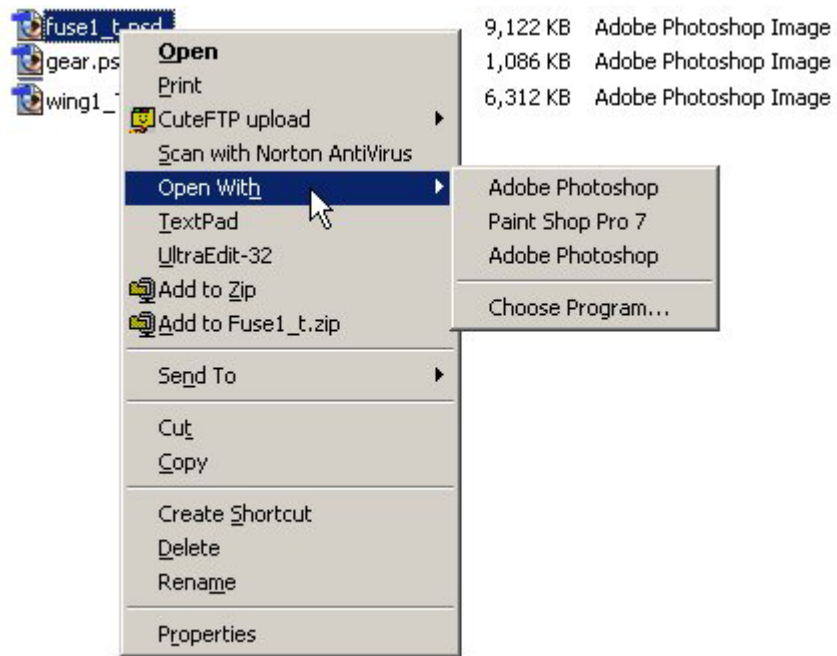 fuse1_t.psd 9,122 KB Adobe Photoshop Image
gear.ps 1,086 KB Adobe Photoshop Image
wing1_ 6,312 KB Adobe Photoshop Image
Open
Print
CuteFTP upload
Scan with Norton AntiVirus
Open With
Adobe Photoshop
Paint Shop Pro 7
Adobe Photoshop
Choose Program...
TextPad
UltraEdit-32
Add to Zip
Add to Fuse1_t.zip
Send To
Cut
Copy
Create Shortcut
Delete
Rename
Properties